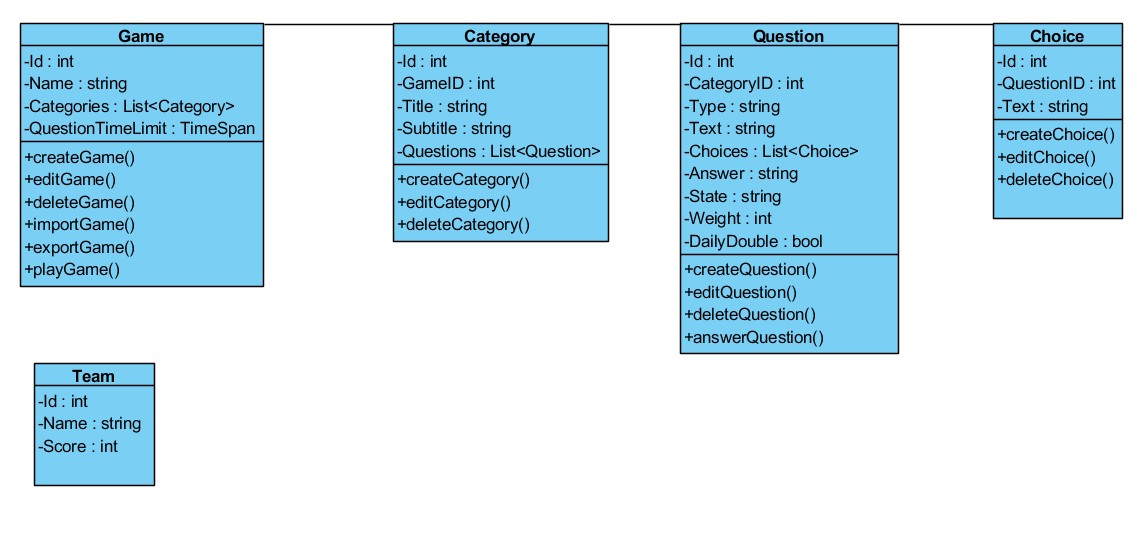 Game
-Id : int
-Name : string
-Categories : List<Category>
-QuestionTimeLimit : TimeSpan
+createGame()
+editGame()
+deleteGame()
+importGame()
+exportGame()
+playGame()
Category
-Id : int
-GameID : int
-Title : string
-Subtitle : string
-Questions : List<Question>
+createCategory()
+editCategory()
+deleteCategory()
Question
-Id : int
-CategoryID : int
-Type : string
-Text : string
-Choices : List<Choice>
-Answer : string
-State : string
-Weight : int
-DailyDouble : bool
+createQuestion()
+editQuestion()
+deleteQuestion()
+answerQuestion()
Choice
-Id : int
-QuestionID : int
-Text : string
+createChoice()
+editChoice()
+deleteChoice()
Team
-Id : int
-Name : string
-Score : int